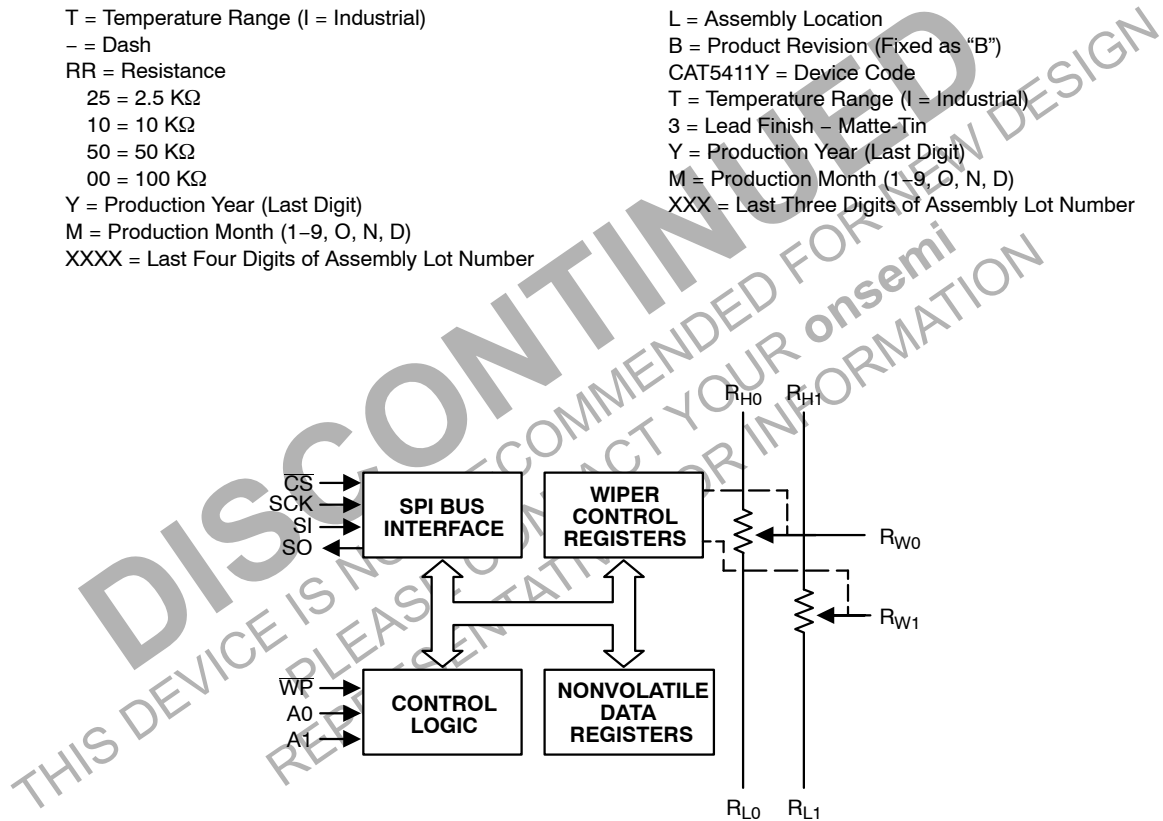 T = Temperature Range (I = Industrial)
− = Dash
RR = Resistance
25 = 2.5 KΩ
10 = 10 KΩ
50 = 50 KΩ
00 = 100 KΩ
Y = Production Year (Last Digit)
M = Production Month (1−9, O, N, D)
XXXX = Last Four Digits of Assembly Lot Number
L = Assembly Location
B = Product Revision (Fixed as “B”)
CAT5411Y = Device Code
T = Temperature Range (I = Industrial)
3 = Lead Finish − Matte-Tin
Y = Production Year (Last Digit)
M = Production Month (1−9, O, N, D)
XXX = Last Three Digits of Assembly Lot Number
DISCONTINUED
THIS DEVICE IS NOT RECOMMENDED FOR NEW DESIGN
PLEASE CONTACT YOUR onsemi
REPRESENTATIVE FOR INFORMATION
RH0 RH1
CS
SCK
SI
SO
SPI BUS
INTERFACE
WIPER
CONTROL
REGISTERS
RW0
RW1
WP
A0
A1
CONTROL
LOGIC
NONVOLATILE
DATA
REGISTERS
RL0 RL1